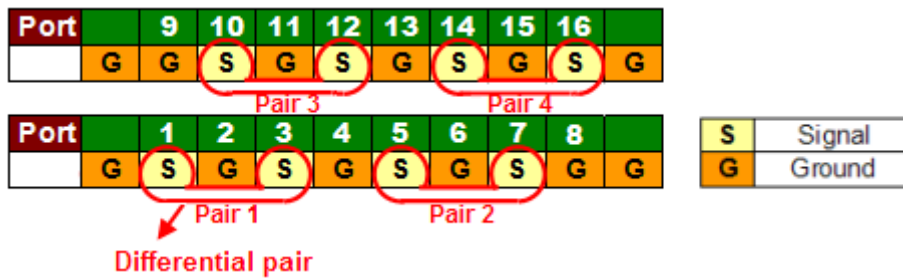 Port 9 10 11 12 13 14 15 16
G G S G S G S G S G
Pair 3 Pair 4
Port 1 2 3 4 5 6 7 8
G S G S G S G S G G
Pair 1 Pair 2
Differential pair
S Signal
G Ground